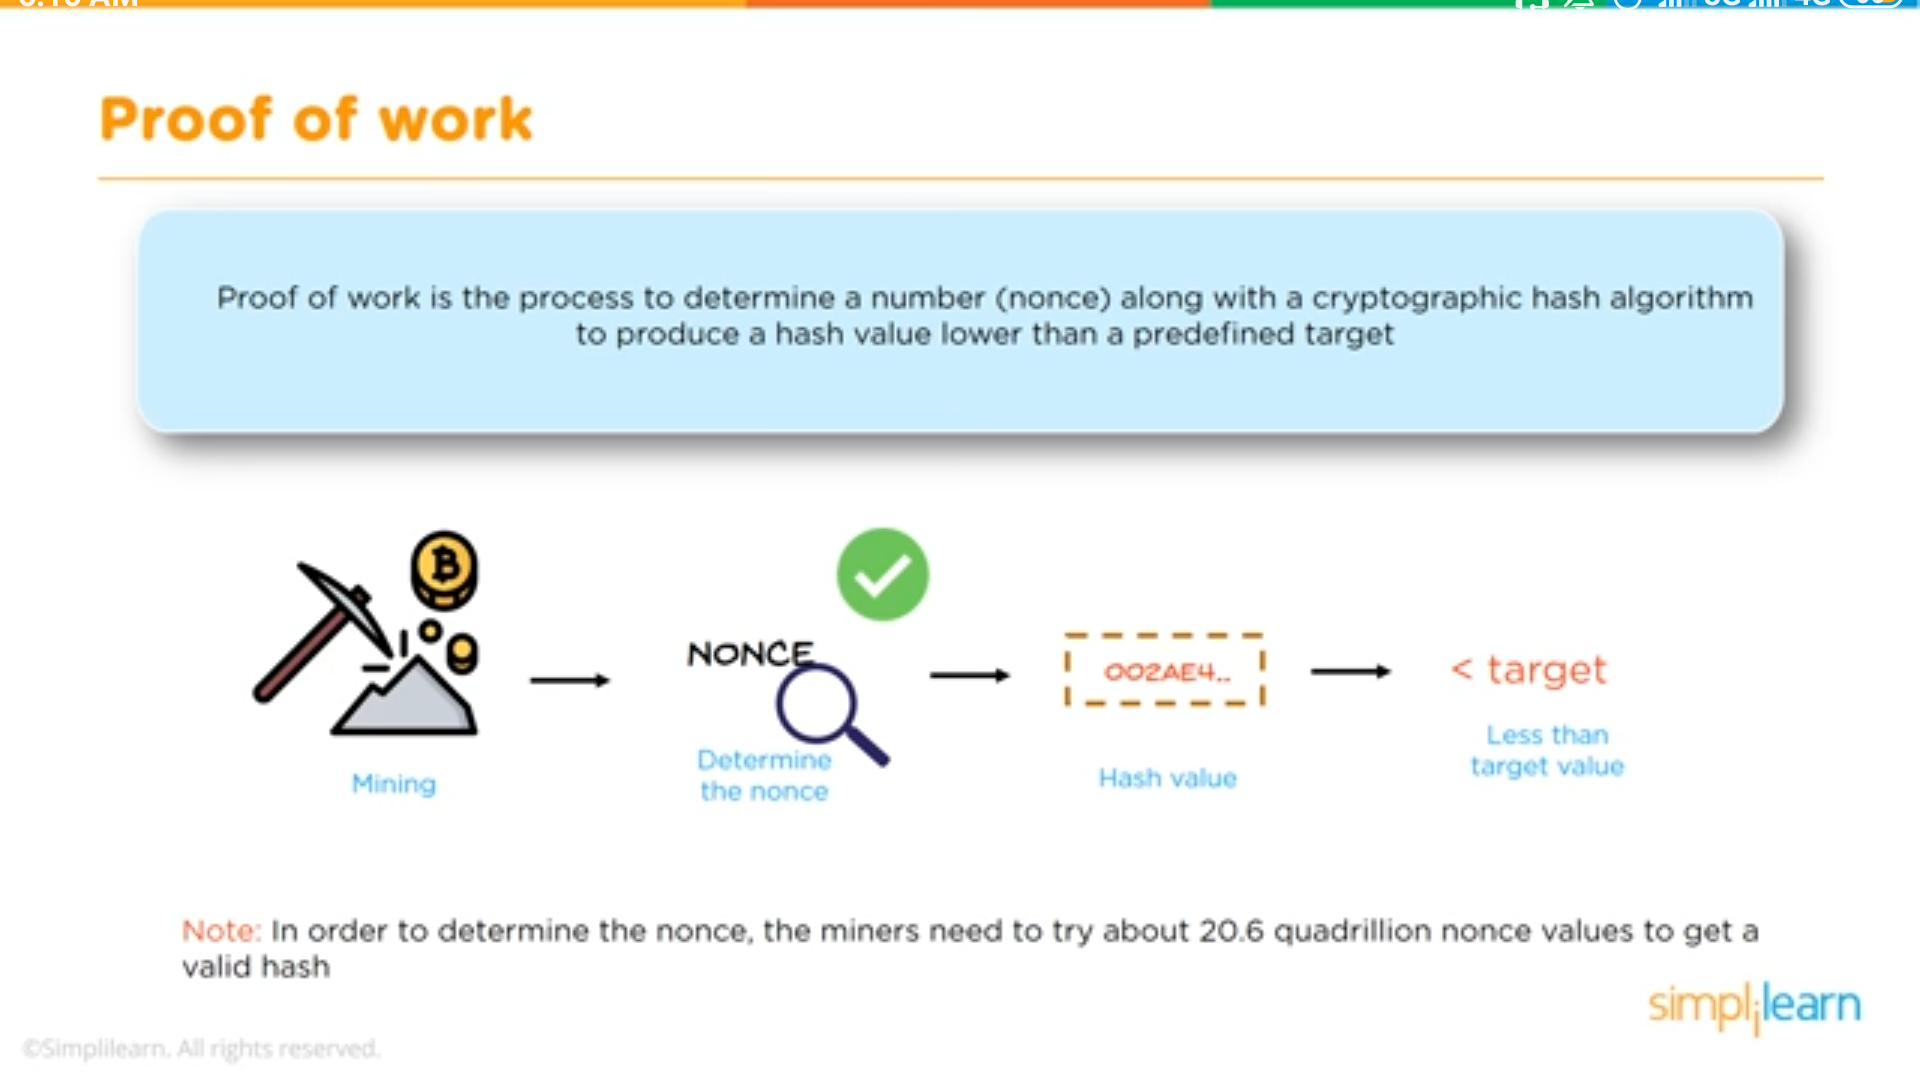 Proof of work
Proof of work is the process to determine a number (nonce) along with a cryptographic hash algorithm
to produce a hash value lower than a predefined target
NONCE
002AE4..
< target
Mining
Determine
the nonce
Hash value
Less than
target value
Note: In order to determine the nonce, the miners need to try about 20.6 quadrillion nonce values to get a
valid hash
simplilearn
©Simplilearn. All rights reserved.